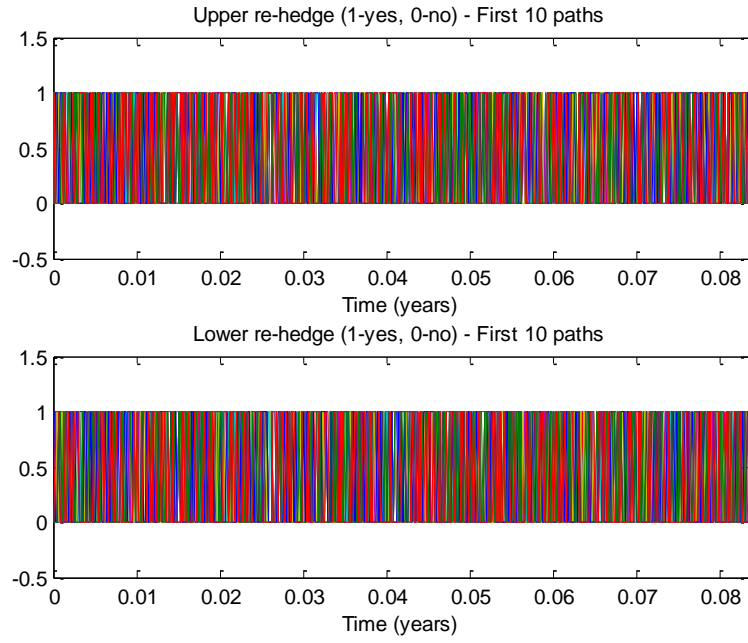 Upper re-hedge (1-yes, 0-no) - First 10 paths
1.5
1
0.5
0
-0.5
0 0.01 0.02 0.03 0.04 0.05 0.06 0.07 0.08
Time (years)
Lower re-hedge (1-yes, 0-no) - First 10 paths
1.5
1
0.5
0
-0.5
0 0.01 0.02 0.03 0.04 0.05 0.06 0.07 0.08
Time (years)